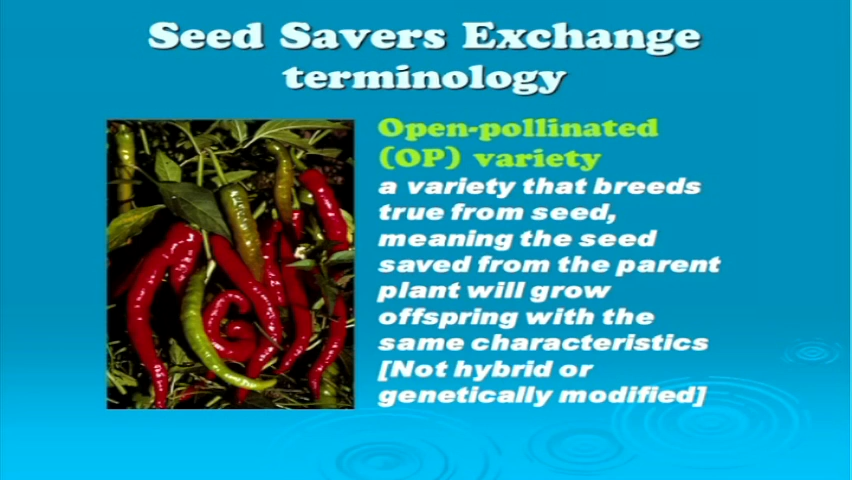 Seed Savers Exchange
terminology
Open-pollinated
(OP) variety
a variety that breeds
true from seed,
meaning the seed
saved from the parent
plant will grow
offspring with the
same characteristics
[Not hybrid or
genetically modified]